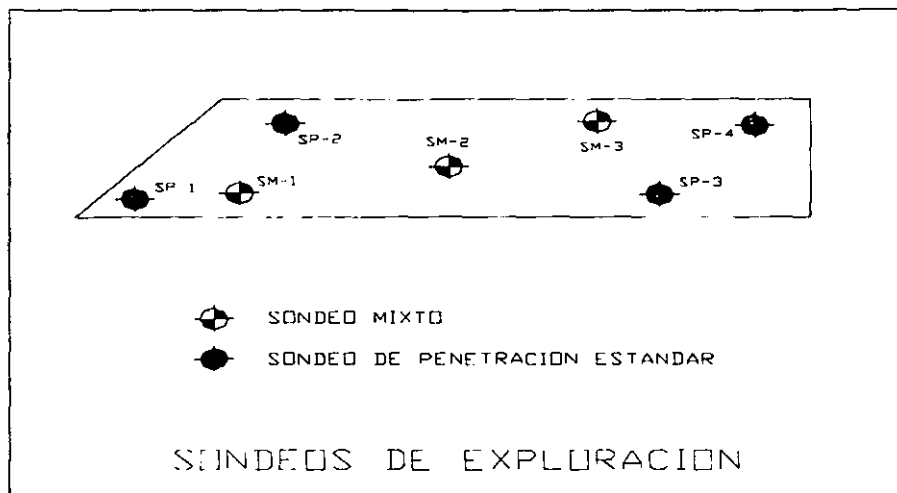 SP-2
SM-2
SM-3
SP-4
SP 1
SM-1
SP-3
SONDEO MIXTO
SONDEO DE PENETRACION ESTANDAR
SONDEOS DE EXPLORACION